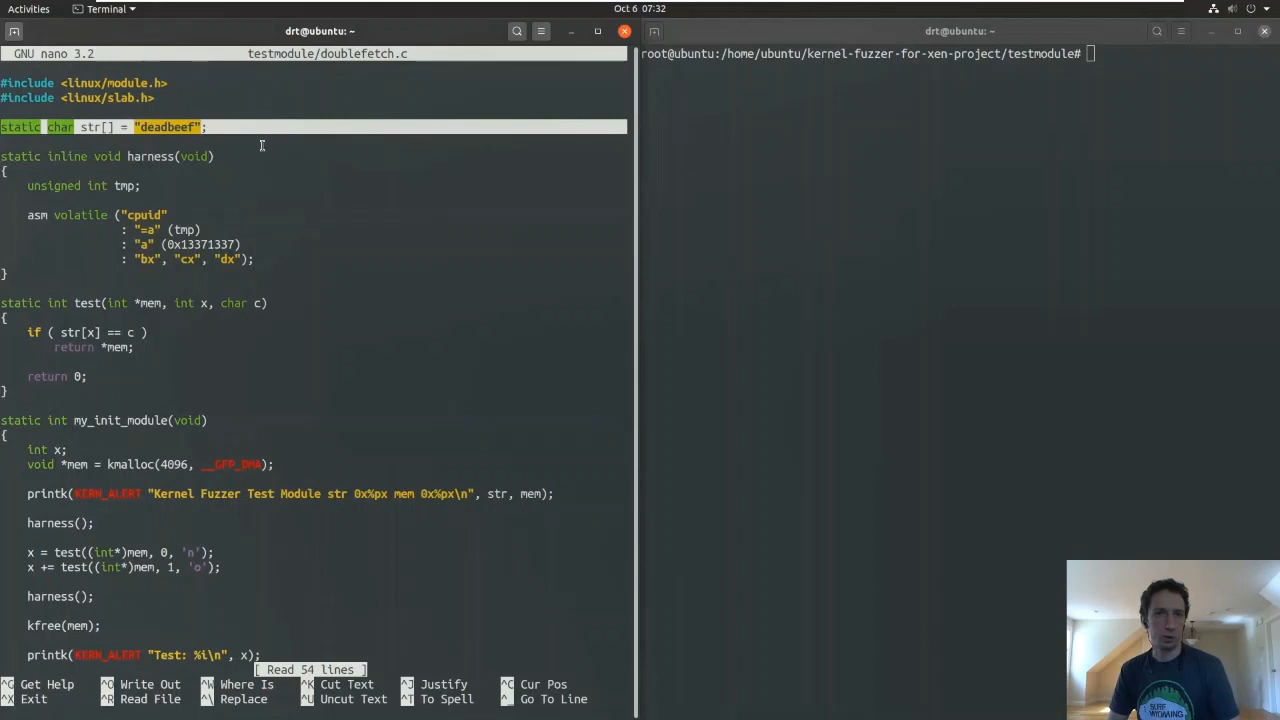 Activities
Terminal
Oct 6 07:32
drt@ubuntu: ~
GNU nano 3.2 testmodule/doublefetch.c
#include <linux/module.h>
#include <linux/slab.h>
static char str[] = "deadbeef";
static inline void harness(void)
{
unsigned int tmp;
asm volatile ("cpuid"
: "=a" (tmp)
: "a" (0x13371337)
: "bx", "cx", "dx");
}
static int test(int *mem, int x, char c)
{
if ( str[x] == c )
return *mem;
return 0;
}
static int my_init_module(void)
{
int x;
void *mem = kmalloc(4096, __GFP_DMA);
printk(KERN_ALERT "Kernel Fuzzer Test Module str 0x%px mem 0x%px\n", str, mem);
harness();
x = test((int*)mem, 0, 'n');
x += test((int*)mem, 1, 'o');
harness();
kfree(mem);
printk(KERN_ALERT "Test: %i\n", x);
[ Read 54 lines ]
^G Get Help ^O Write Out ^W Where Is ^K Cut Text ^J Justify ^C Cur Pos
^X Exit ^R Read File ^\ Replace ^U Uncut Text ^T To Spell ^_ Go To Line
drt@ubuntu: ~
root@ubuntu:/home/ubuntu/kernel-fuzzer-for-xen-project/testmodule#
SURF
WYOMING